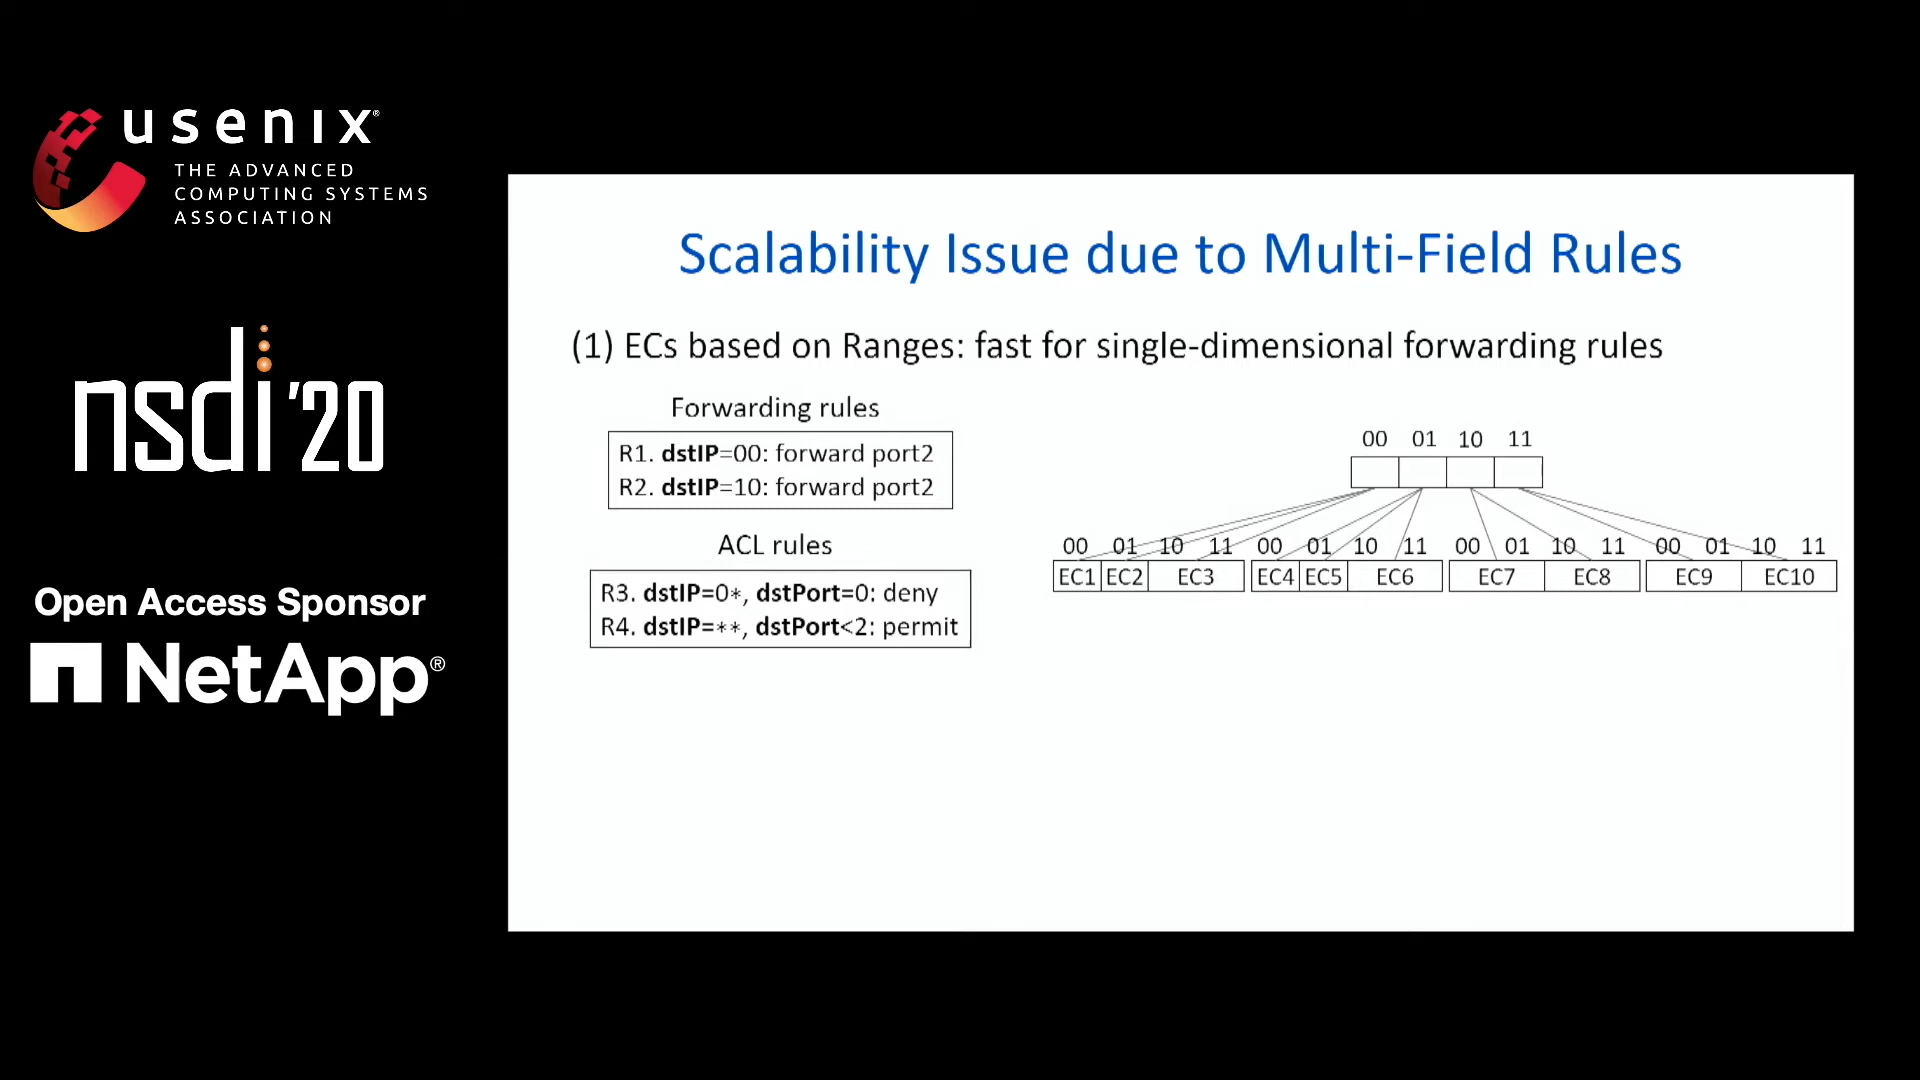 usenix®
THE ADVANCED
COMPUTING SYSTEMS
ASSOCIATION
nsdi '20
Open Access Sponsor
NetApp®
Scalability Issue due to Multi-Field Rules
(1) ECs based on Ranges: fast for single-dimensional forwarding rules
Forwarding rules
R1. dstIP=00: forward port2
R2. dstIP=10: forward port2
ACL rules
R3. dstIP=0*, dstPort=0: deny
R4. dstIP=**, dstPort<2: permit
00 01 10 11
00 01 10 11 00 01 10 11 00 01 10 11 00 01 10 11
EC1 EC2 EC3 EC4 EC5 EC6 EC7 EC8 EC9 EC10